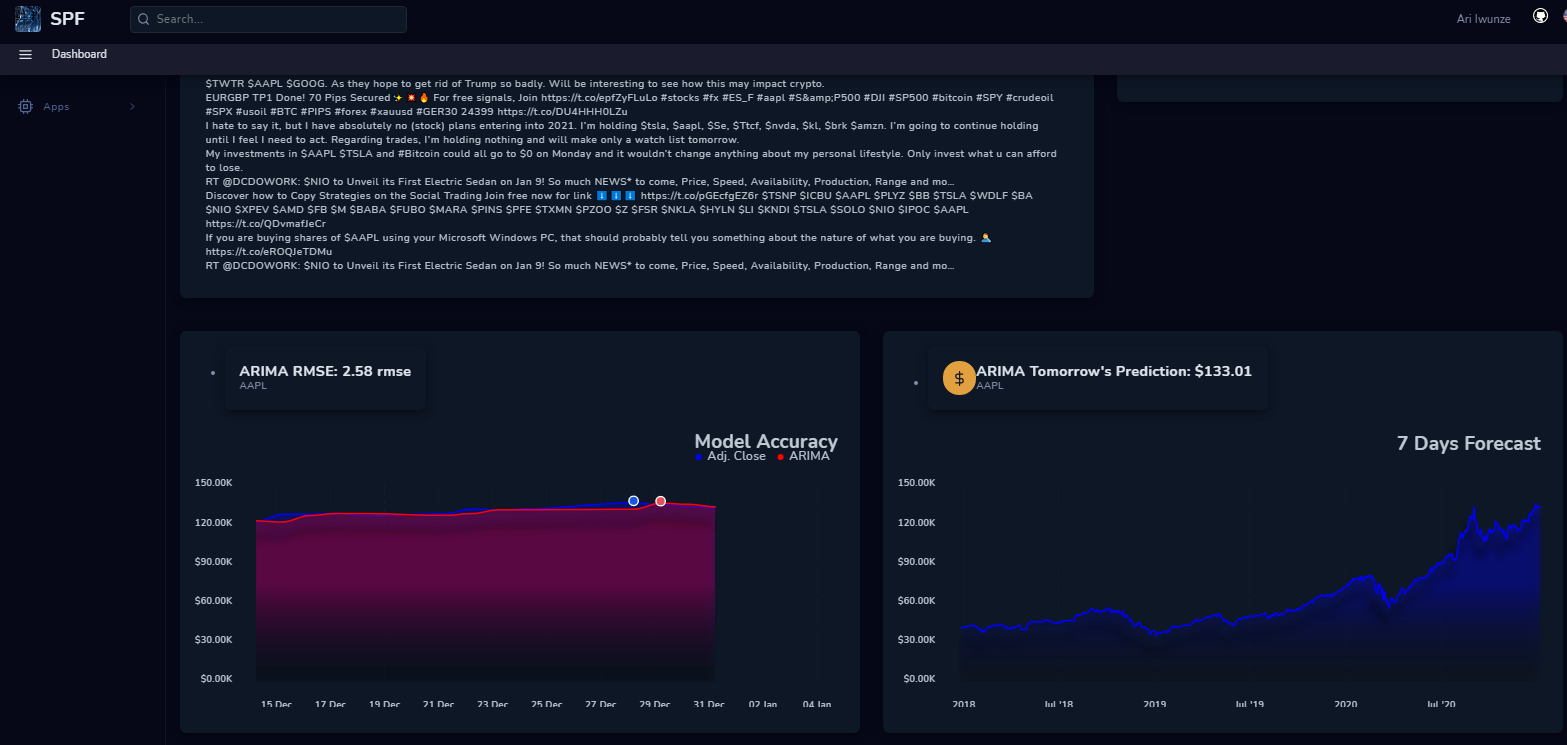 SPF
Search...
Ari Iwunze
Dashboard
Apps
$TWTR $AAPL $GOOG. As they hope to get rid of Trump so badly. Will be interesting to see how this may impact crypto.
EURGBP TP1 Done! 70 Pips Secured ✨ 💥 🔥 For free signals, Join https://t.co/epfZyFLuLo #stocks #fx #ES_F #aapl #S&amp;P500 #DJI #SP500 #bitcoin #SPY #crudeoil
#SPX #usoil #BTC #PIPS #forex #xauusd #GER30 24399 https://t.co/DU4HHH0LZu
I hate to say it, but I have absolutely no (stock) plans entering into 2021. I'm holding $tsla, $aapl, $Se, $Ttcf, $nvda, $kl, $brk $amzn. I'm going to continue holding
until I feel I need to act. Regarding trades, I'm holding nothing and will make only a watch list tomorrow.
My investments in $AAPL $TSLA and #Bitcoin could all go to $0 on Monday and it wouldn't change anything about my personal lifestyle. Only invest what u can afford
to lose.
RT @DCDOWORK: $NIO to Unveil its First Electric Sedan on Jan 9! So much NEWS* to come, Price, Speed, Availability, Production, Range and mo…
Discover how to Copy Strategies on the Social Trading Join free now for link ⬇️ ⬇️ ⬇️ https://t.co/pGEcfgEZ6r $TSNP $ICBU $AAPL $PLYZ $BB $TSLA $WDLF $BA
$NIO $XPEV $AMD $FB $M $BABA $FUBO $MARA $PINS $PFE $TXMN $PZOO $Z $FSR $NKLA $HYLN $LI $KNDI $TSLA $SOLO $NIO $IPOC $AAPL
https://t.co/QDvmafJeCr
If you are buying shares of $AAPL using your Microsoft Windows PC, that should probably tell you something about the nature of what you are buying. 🤦‍♂️
https://t.co/eROQJeTDMu
RT @DCDOWORK: $NIO to Unveil its First Electric Sedan on Jan 9! So much NEWS* to come, Price, Speed, Availability, Production, Range and mo…
ARIMA RMSE: 2.58 rmse
AAPL
Model Accuracy
Adj. Close ARIMA
150.00K
120.00K
$90.00K
$60.00K
$30.00K
$0.00K
15 Dec 17 Dec 19 Dec 21 Dec 23 Dec 25 Dec 27 Dec 29 Dec 31 Dec 02 Jan 04 Jan
$ ARIMA Tomorrow's Prediction: $133.01
AAPL
7 Days Forecast
150.00K
120.00K
$90.00K
$60.00K
$30.00K
$0.00K
2018 Jul '18 2019 Jul '19 2020 Jul '20